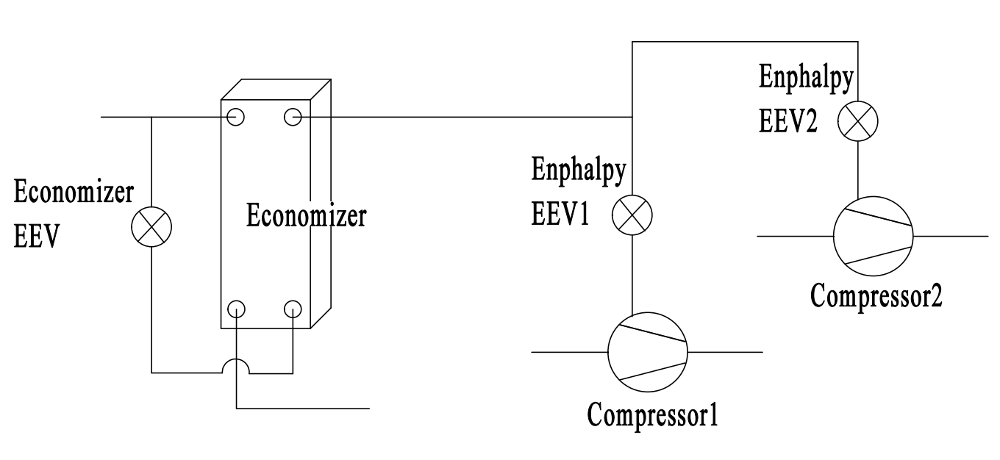 Enphalpy
EEV2
Enphalpy
EEV1
Economizer
EEV
Economizer
Compressor2
Compressor1